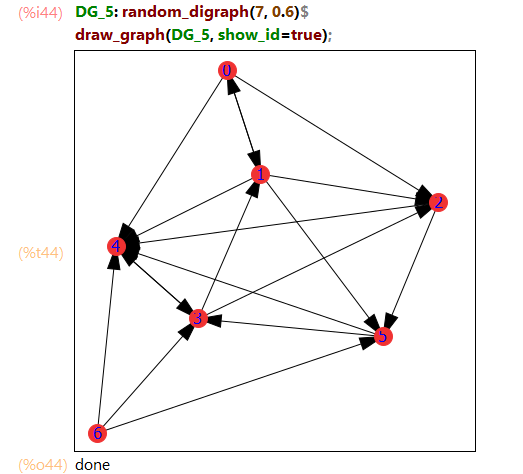 (%i44) DG_5: random_digraph(7, 0.6)$
draw_graph(DG_5, show_id=true);
0
1
2
4
(%t44)
3
5
6
(%o44) done